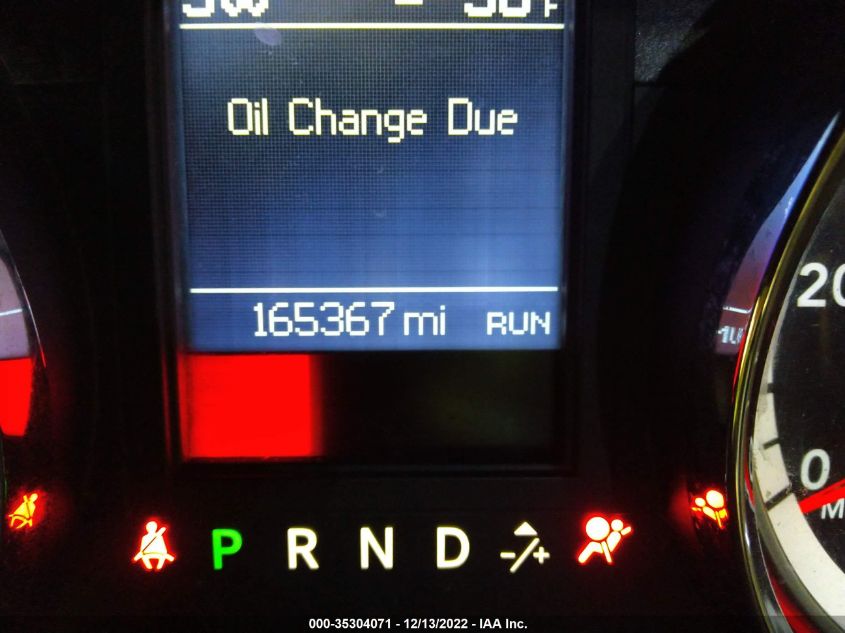 Oil Change Due
165367 mi RUN
20
0
P R N D -/+
000-35304071 - 12/13/2022 - IAA Inc.